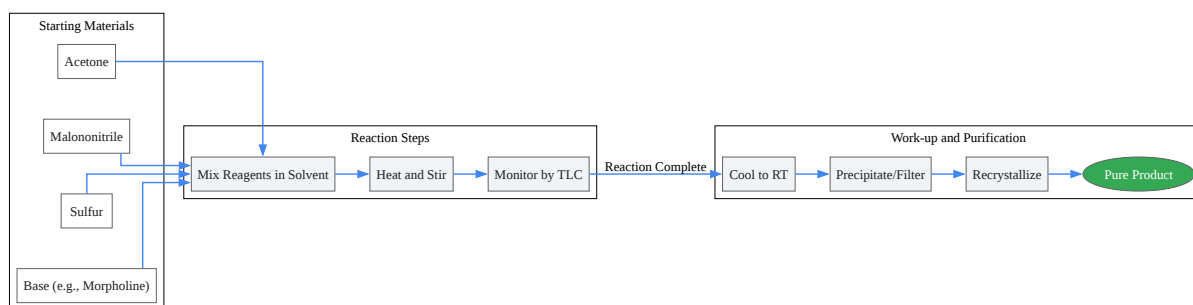 Starting Materials
Acetone
Malononitrile
Sulfur
Base (e.g., Morpholine)
Reaction Steps
Mix Reagents in Solvent
Heat and Stir
Monitor by TLC
Reaction Complete
Work-up and Purification
Cool to RT
Precipitate/Filter
Recrystallize
Pure Product